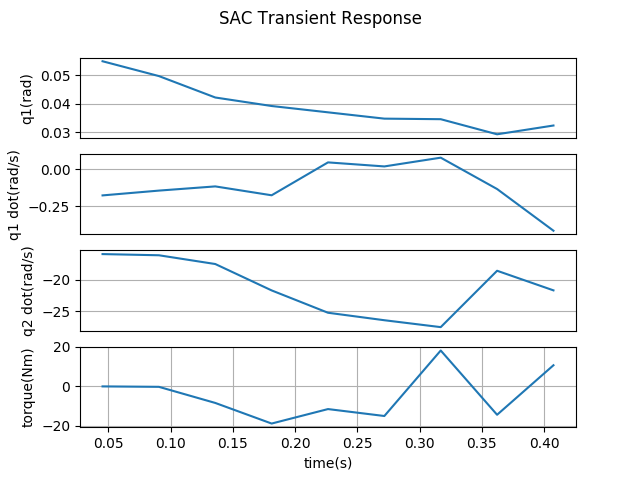 SAC Transient Response
q1(rad)
0.05
0.04
0.03
q1 dot(rad/s)
0.00
−0.25
q2 dot(rad/s)
−20
−25
torque(Nm)
20
0
−20
0.05 0.10 0.15 0.20 0.25 0.30 0.35 0.40
time(s)